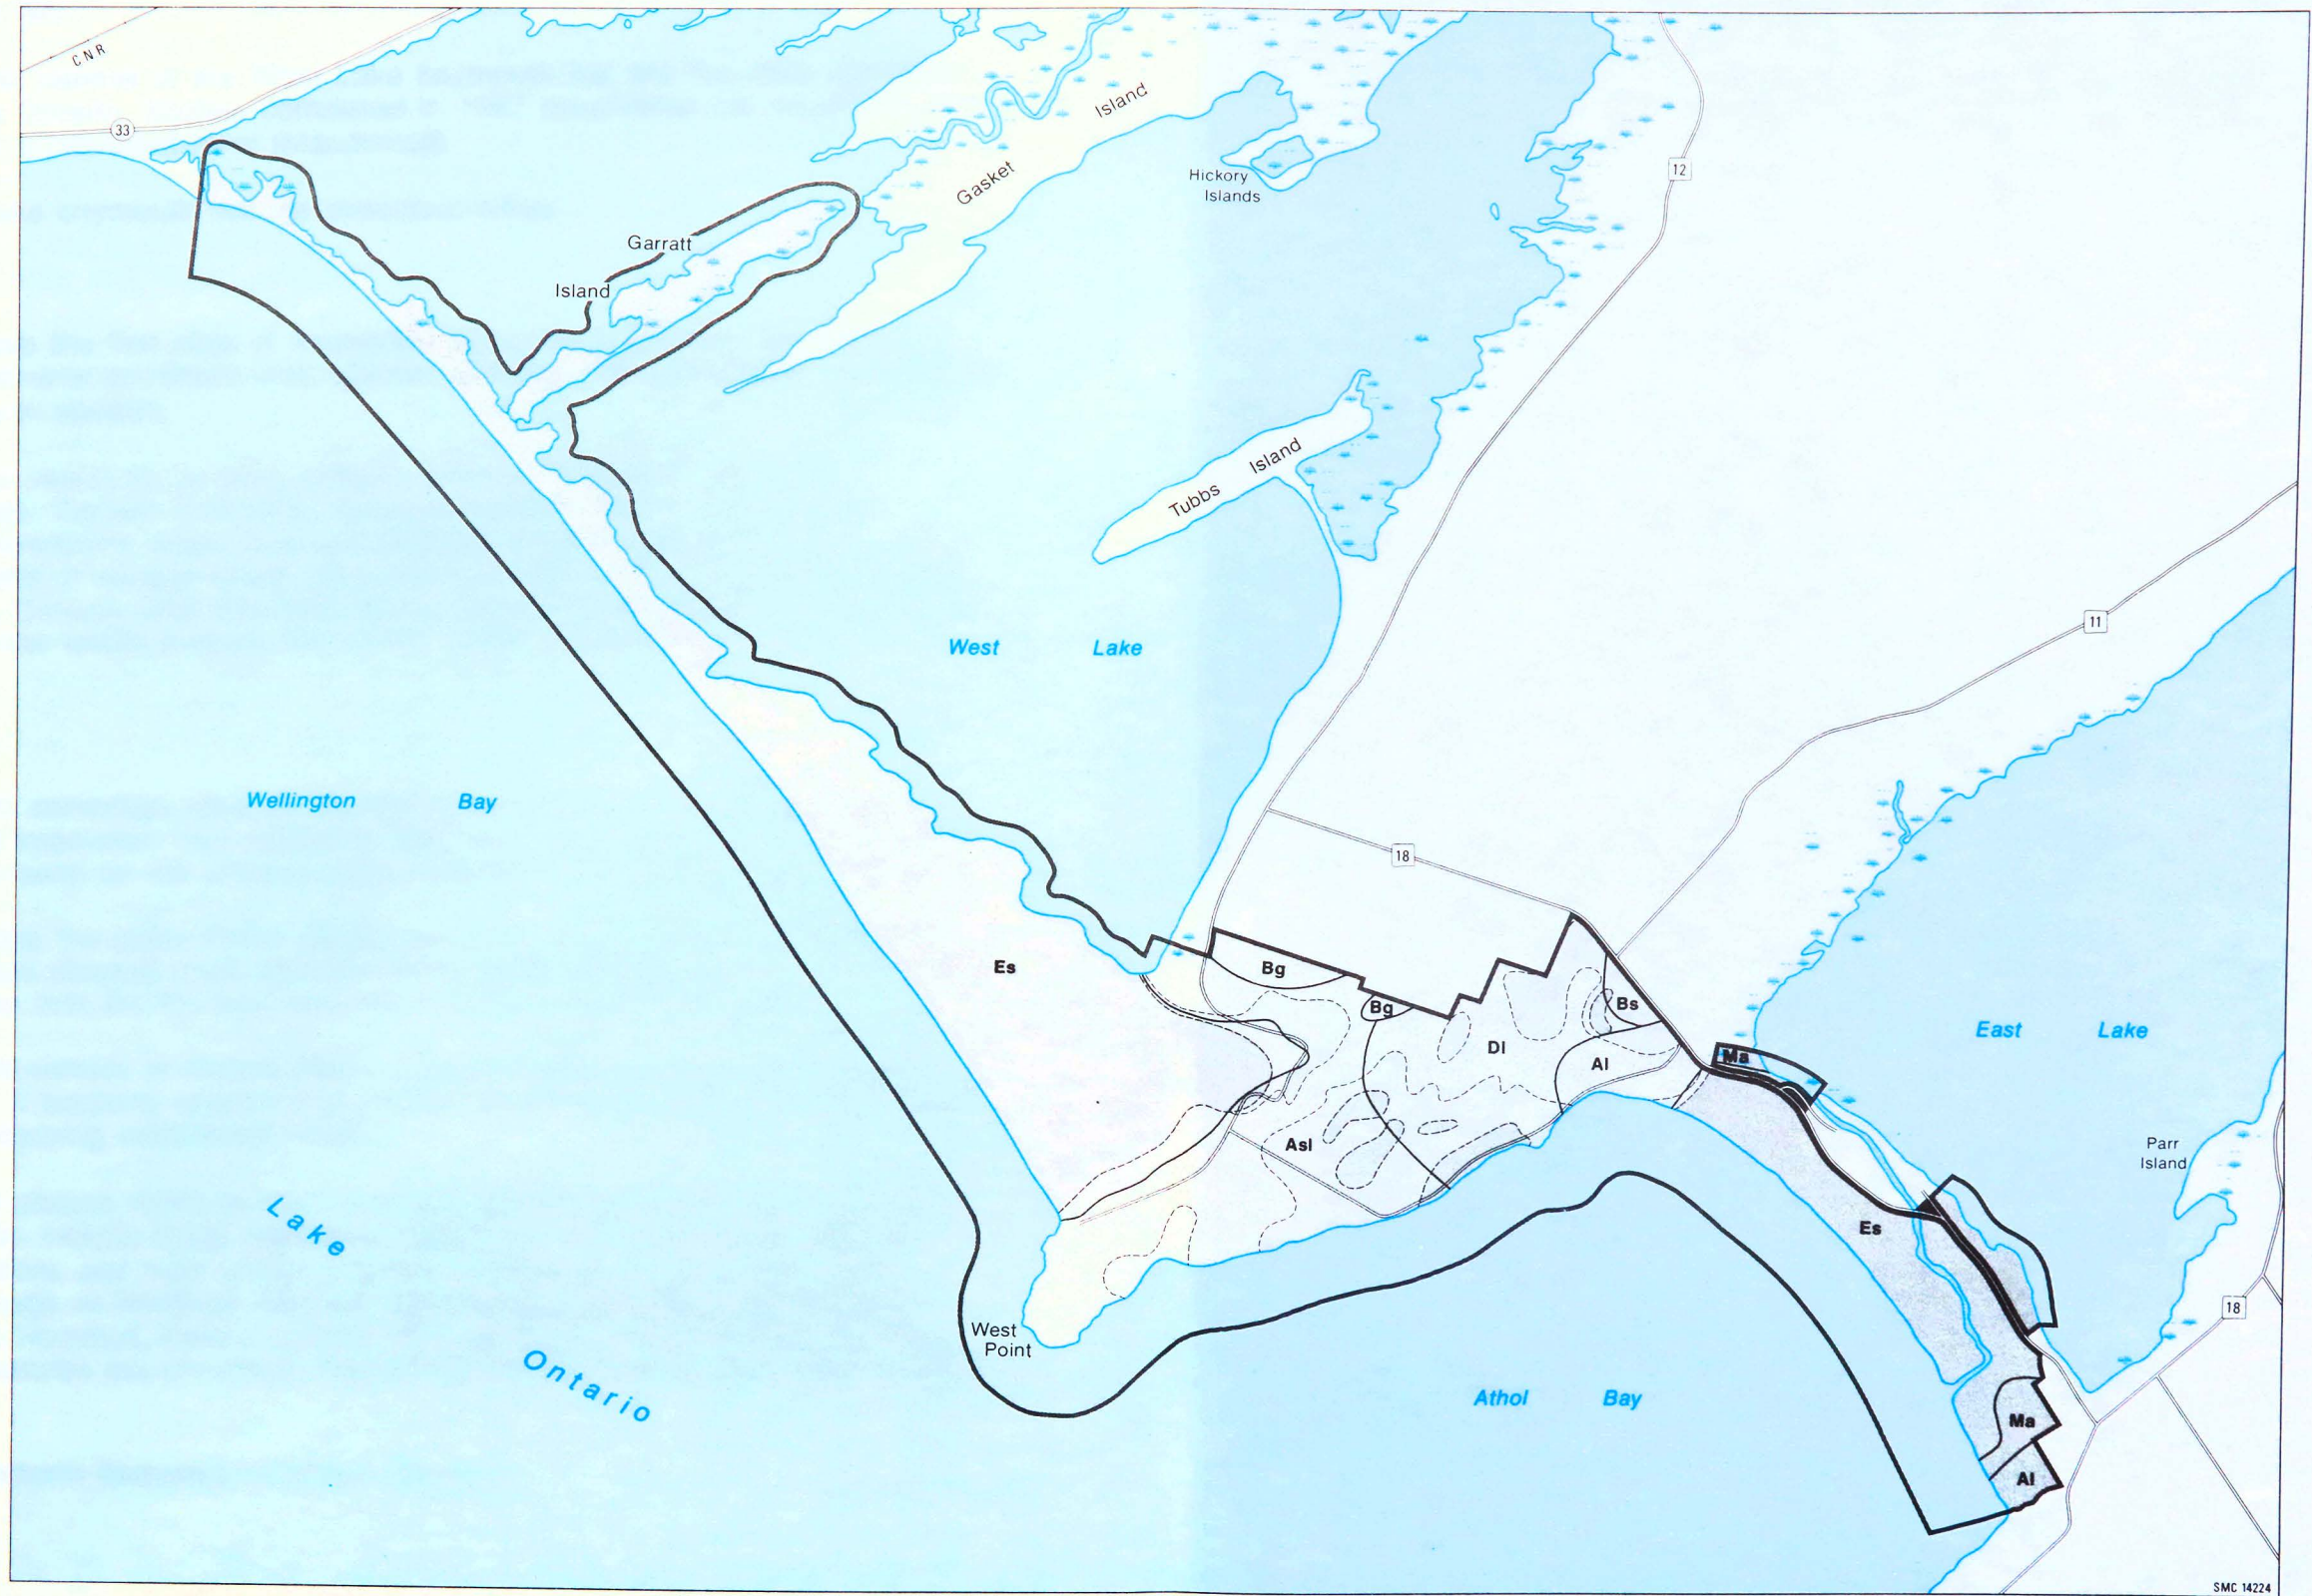 CNR
33
Island
Gasket
Hickory
Islands
12
Garratt
Island
Island
Tubbs
11
West Lake
Wellington Bay
18
Es
Bg
Bg
Bs
Dl
Al
Ma
East Lake
Parr
Island
Asl
Es
Lake
Ontario
West
Point
18
Athol Bay
Ma
Al
SMC 14224